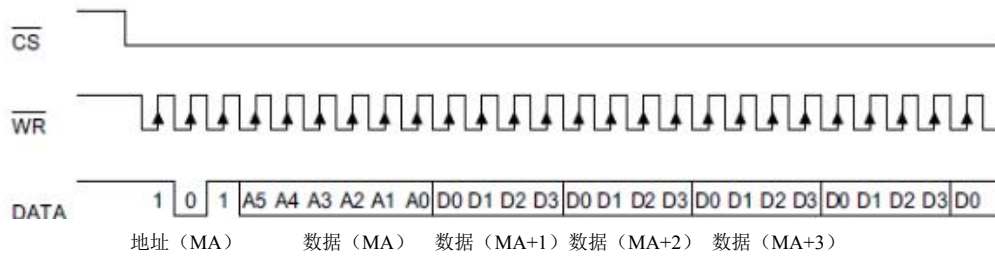 CS
WR
DATA 1 0 1 A5 A4 A3 A2 A1 A0 D0 D1 D2 D3 D0 D1 D2 D3 D0 D1 D2 D3 D0 D1 D2 D3 D0
地址（MA） 数据（MA） 数据（MA+1） 数据（MA+2） 数据（MA+3）